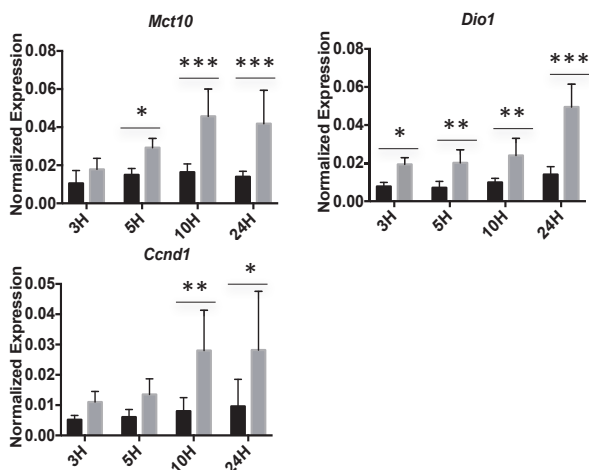 Mct10
Normalized Expression
0.08
0.06
0.04
0.02
0.00
*
***
***
3H
5H
10H
24H
Dio1
Normalized Expression
0.08
0.06
0.04
0.02
0.00
*
**
**
***
3H
5H
10H
24H
Ccnd1
Normalized Expression
0.05
0.04
0.03
0.02
0.01
0.00
**
*
3H
5H
10H
24H